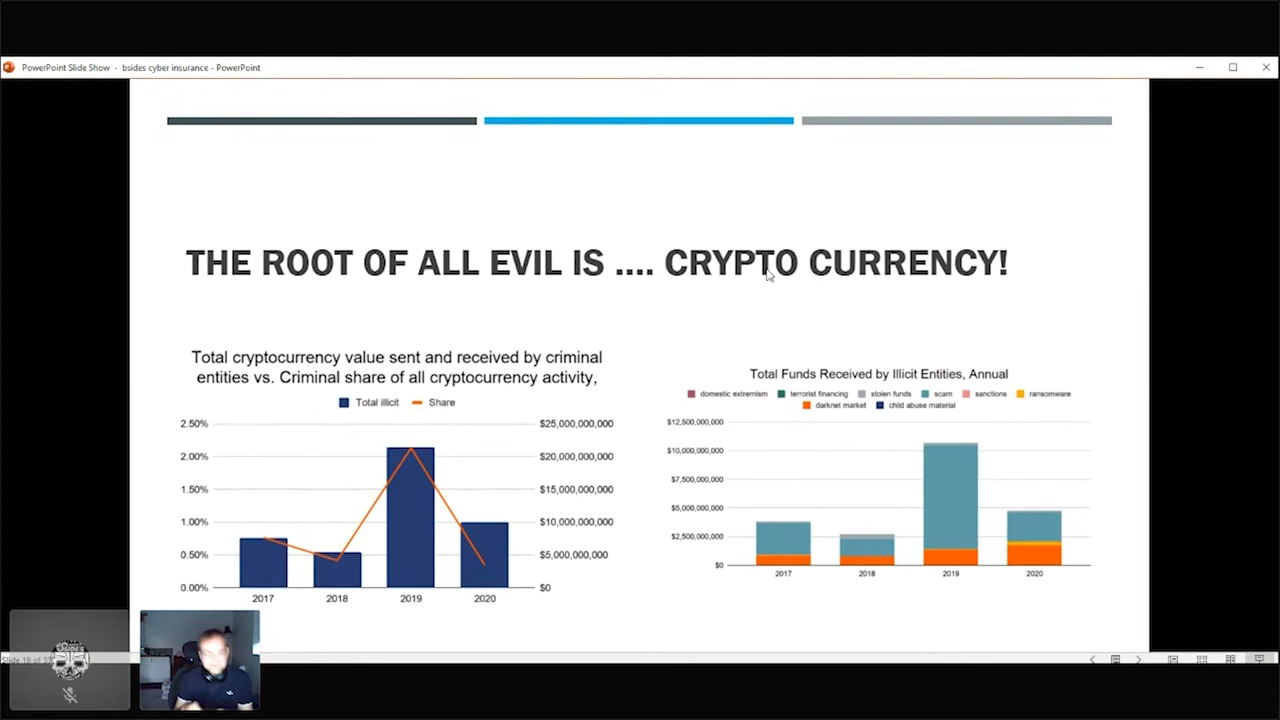 PowerPoint Slide Show - bsides cyber insurance - PowerPoint
THE ROOT OF ALL EVIL IS .... CRYPTO CURRENCY!
Total cryptocurrency value sent and received by criminal
entities vs. Criminal share of all cryptocurrency activity,
Total illicit Share
2.50% $25,000,000,000
2.00% $20,000,000,000
1.50% $15,000,000,000
1.00% $10,000,000,000
0.50% $5,000,000,000
0.00% $0
2017 2018 2019 2020
Total Funds Received by Illicit Entities, Annual
domestic extremism terrorist financing stolen funds scam sanctions ransomware
darknet market child abuse material
$12,500,000,000
$10,000,000,000
$7,500,000,000
$5,000,000,000
$2,500,000,000
$0
2017 2018 2019 2020
Slide 19 of